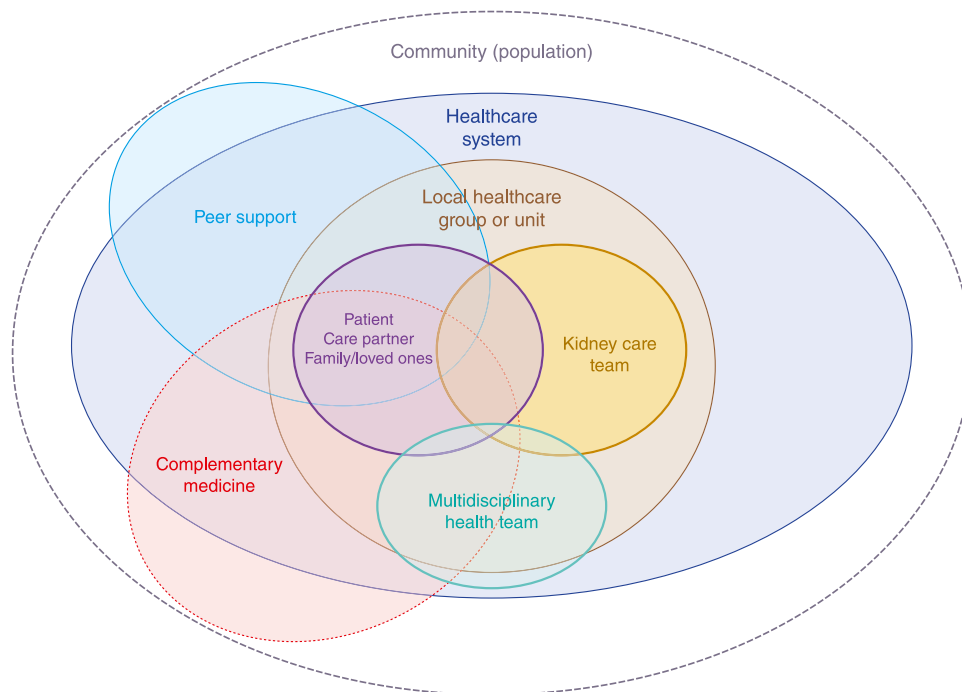 Community (population)
Healthcare
system
Local healthcare
group or unit
Peer support
Patient
Care partner
Family/loved ones
Kidney care
team
Complementary
medicine
Multidisciplinary
health team